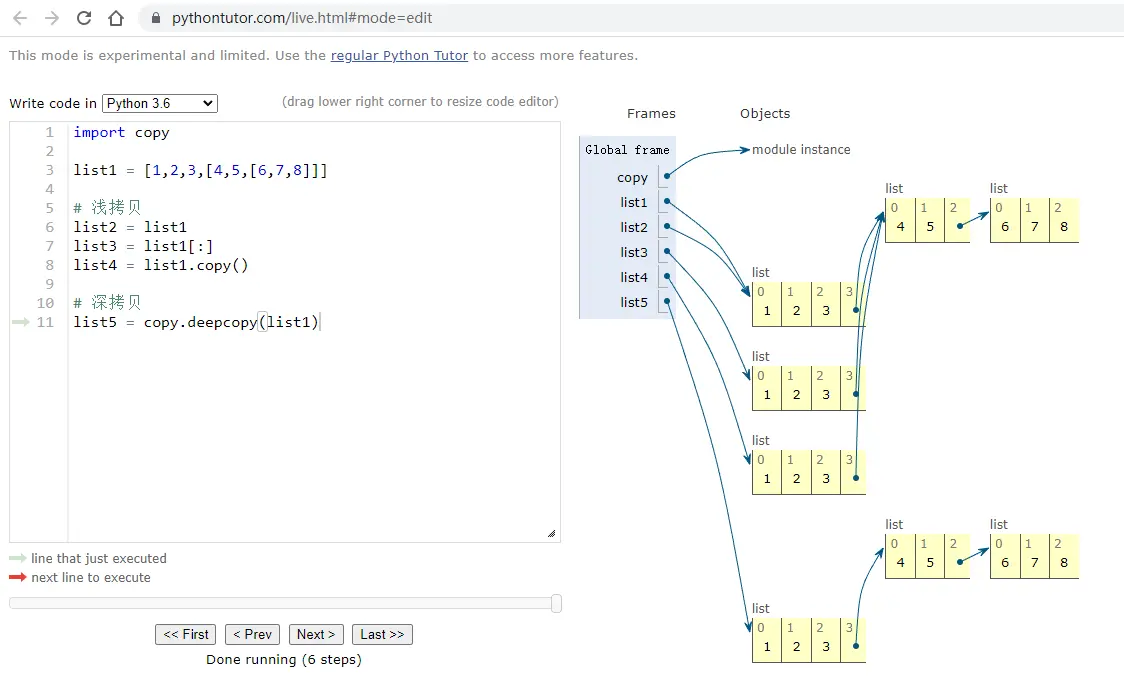 pythontutor.com/live.html#mode=edit
This mode is experimental and limited. Use the regular Python Tutor to access more features.
Write code in Python 3.6 (drag lower right corner to resize code editor)
1 import copy
2
3 list1 = [1,2,3,[4,5,[6,7,8]]]
4
5 # 浅拷贝
6 list2 = list1
7 list3 = list1[:]
8 list4 = list1.copy()
9
10 # 深拷贝
11 list5 = copy.deepcopy(list1)
line that just executed
next line to execute
<< First < Prev Next > Last >>
Done running (6 steps)
Frames Objects
Global frame
copy
list1
list2
list3
list4
list5
module instance
list
0 1 2
4 5
list
0 1 2
6 7 8
list
0 1 2 3
1 2 3
list
0 1 2 3
1 2 3
list
0 1 2 3
1 2 3
list
0 1 2
4 5
list
0 1 2
6 7 8
list
0 1 2 3
1 2 3